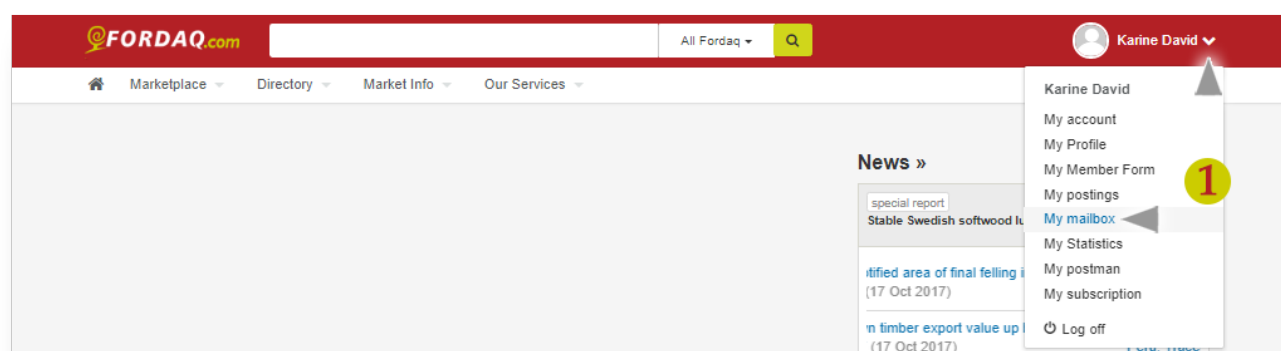 FORDAQ.com
All Fordaq
Karine David
Marketplace
Directory
Market Info
Our Services
Karine David
My account
My Profile
My Member Form
My postings
My mailbox
My Statistics
My postman
My subscription
Log off
1
News »
special report
Stable Swedish softwood
area of final felling
(17 Oct 2017)
timber export value up
(17 Oct 2017)